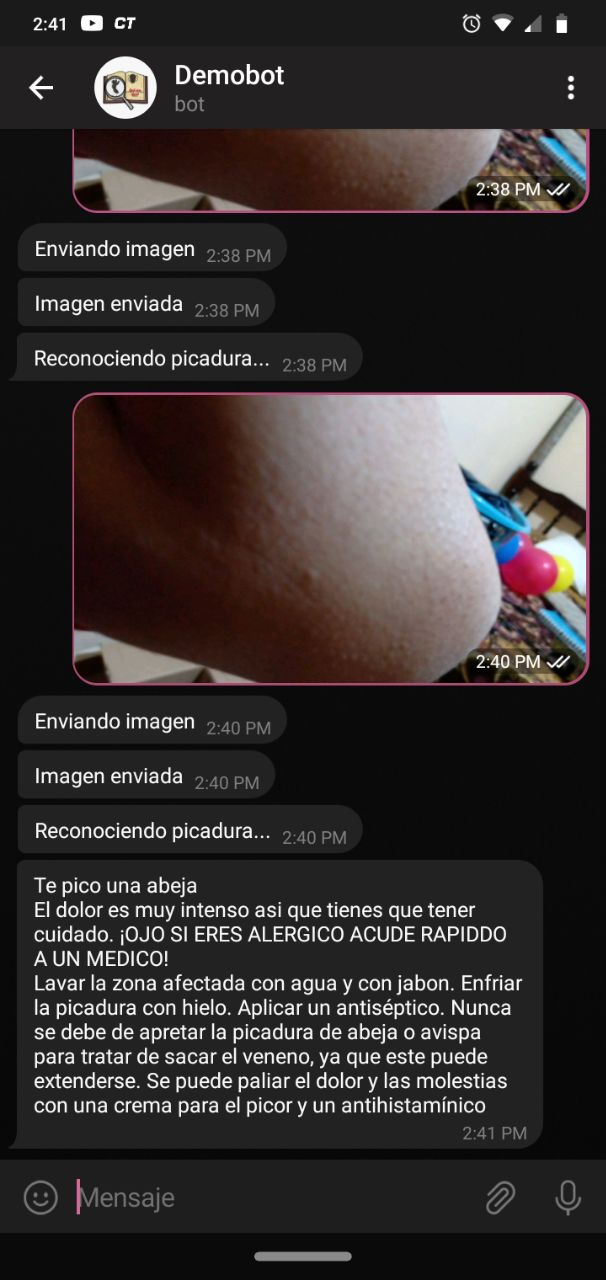 2:41 CT
Demobot
bot
2:38 PM
Enviando imagen 2:38 PM
Imagen enviada 2:38 PM
Reconociendo picadura... 2:38 PM
2:40 PM
Enviando imagen 2:40 PM
Imagen enviada 2:40 PM
Reconociendo picadura... 2:40 PM
Te pico una abeja
El dolor es muy intenso asi que tienes que tener
cuidado. ¡OJO SI ERES ALERGICO ACUDE RAPIDDO
A UN MEDICO!
Lavar la zona afectada con agua y con jabon. Enfriar
la picadura con hielo. Aplicar un antiséptico. Nunca
se debe de apretar la picadura de abeja o avispa
para tratar de sacar el veneno, ya que este puede
extenderse. Se puede paliar el dolor y las molestias
con una crema para el picor y un antihistamínico
2:41 PM
Mensaje